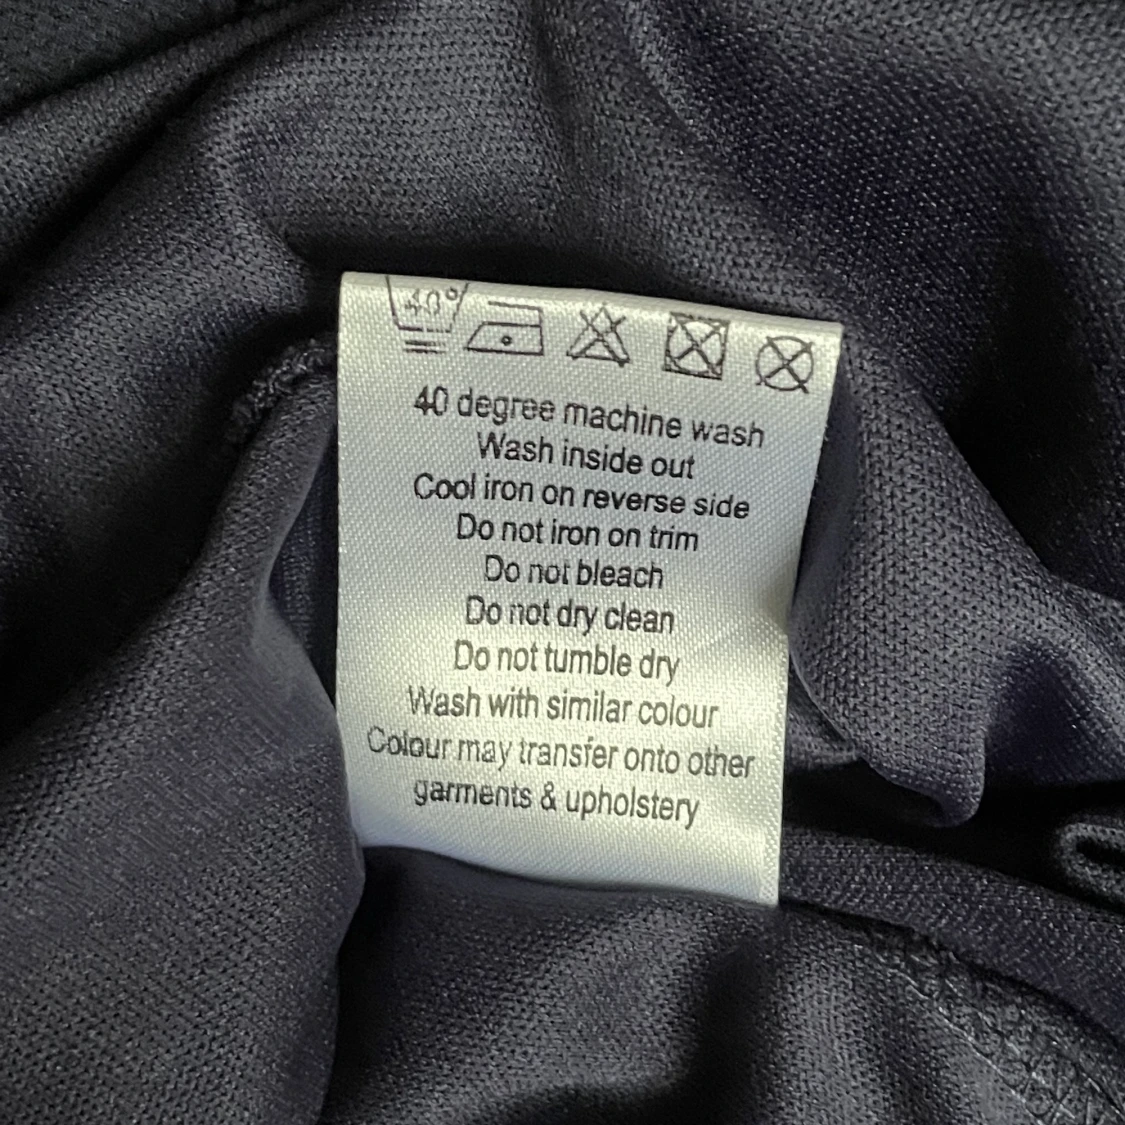 40°
40 degree machine wash
Wash inside out
Cool iron on reverse side
Do not iron on trim
Do not bleach
Do not dry clean
Do not tumble dry
Wash with similar colour
Colour may transfer onto other
garments & upholstery